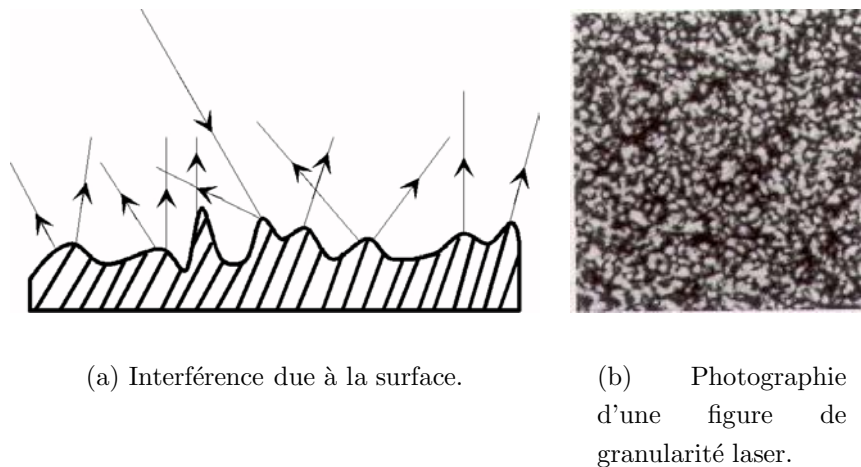 (a) Interférence due à la surface.
(b) Photographie
d'une figure de
granularité laser.